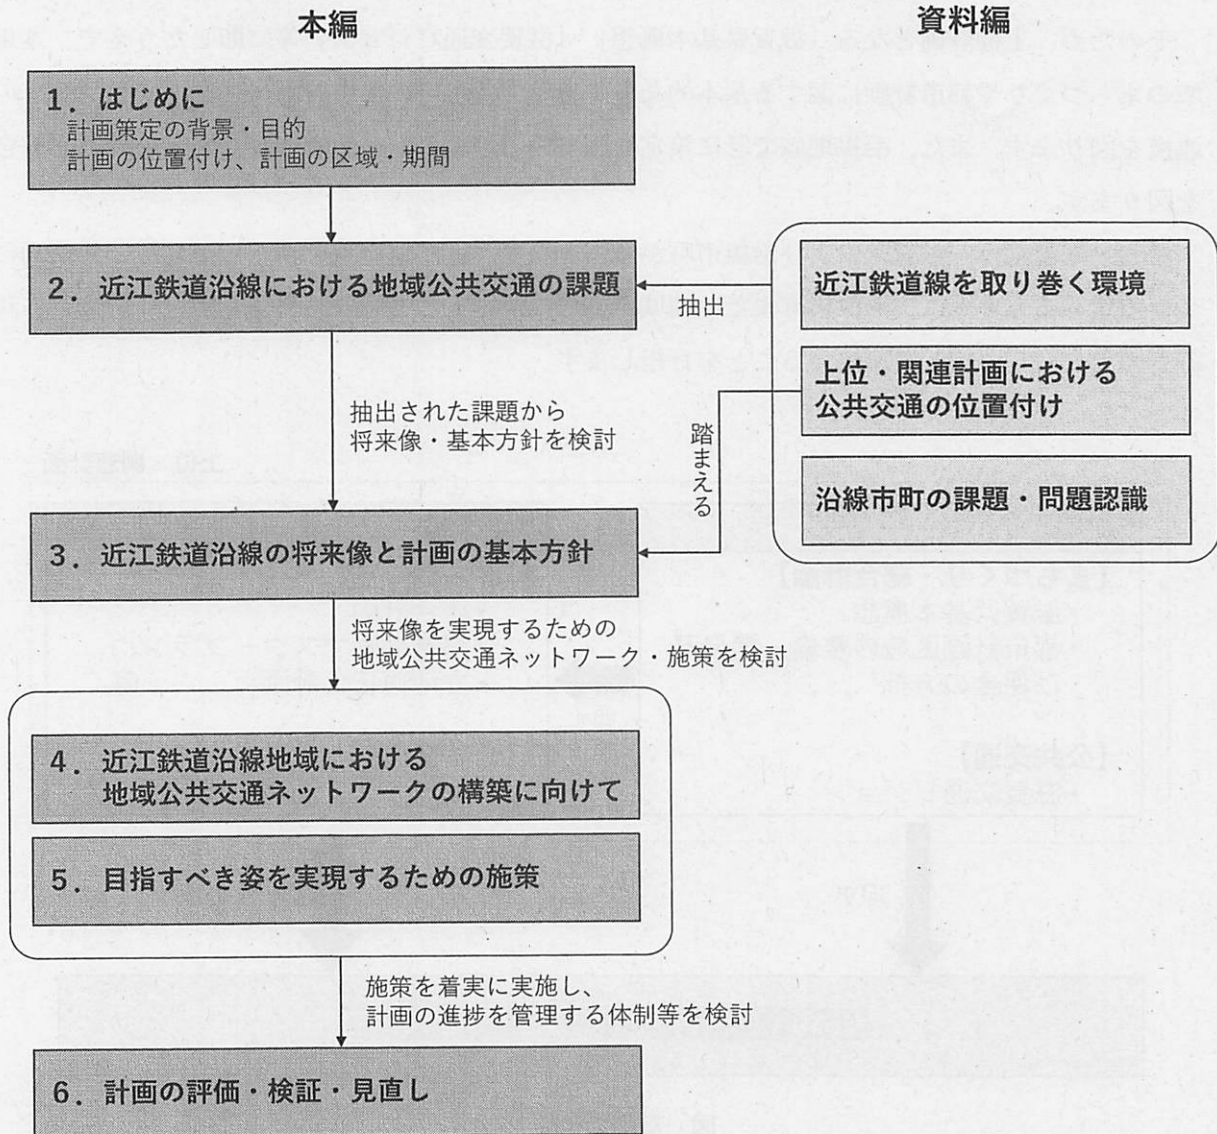 本編
資料編
1．はじめに
計画策定の背景・目的
計画の位置付け、計画の区域・期間
2．近江鉄道沿線における地域公共交通の課題
抽出
近江鉄道線を取り巻く環境
上位・関連計画における
公共交通の位置付け
沿線市町の課題・問題認識
抽出された課題から
将来像・基本方針を検討
踏まえる
3．近江鉄道沿線の将来像と計画の基本方針
将来像を実現するための
地域公共交通ネットワーク・施策を検討
4．近江鉄道沿線地域における
地域公共交通ネットワークの構築に向けて
5．目指すべき姿を実現するための施策
施策を着実に実施し、
計画の進捗を管理する体制等を検討
6．計画の評価・検証・見直し